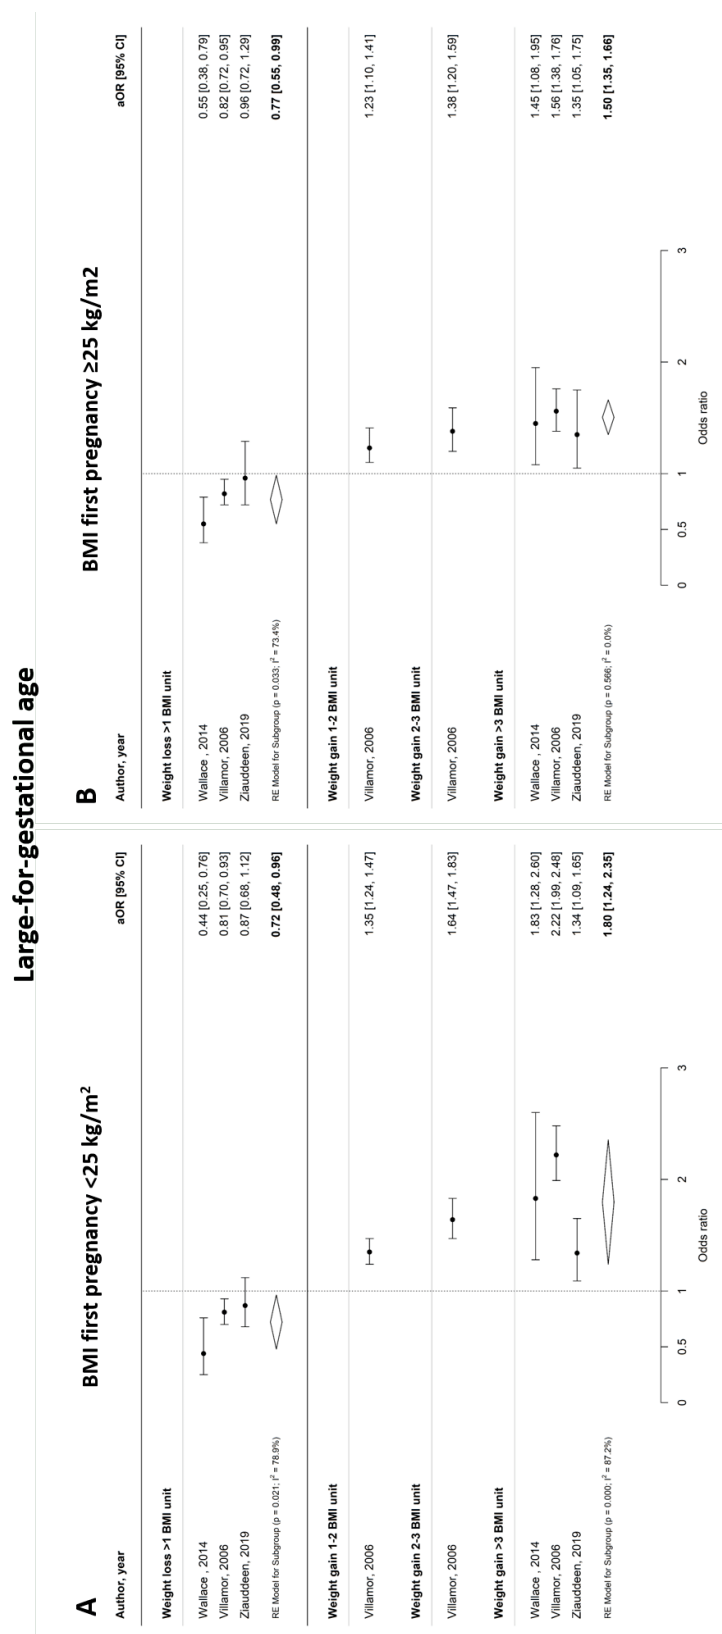 Large-for-gestational age
A
BMI first pregnancy <25 kg/m²
Author, year aOR [95% CI]
Weight loss >1 BMI unit
Wallace , 2014 0.44 [0.25, 0.76]
Villamor, 2006 0.81 [0.70, 0.93]
Ziauddeen, 2019 0.87 [0.68, 1.12]
RE Model for Subgroup (p = 0.021; I² = 78.9%) 0.72 [0.48, 0.96]
Weight gain 1-2 BMI unit
Villamor, 2006 1.35 [1.24, 1.47]
Weight gain 2-3 BMI unit
Villamor, 2006 1.64 [1.47, 1.83]
Weight gain >3 BMI unit
Wallace , 2014 1.83 [1.28, 2.60]
Villamor, 2006 2.22 [1.99, 2.48]
Ziauddeen, 2019 1.34 [1.09, 1.65]
RE Model for Subgroup (p = 0.000; I² = 87.2%) 1.80 [1.24, 2.35]
0 0.5 1 2 3
Odds ratio
B
BMI first pregnancy ≥25 kg/m2
Author, year aOR [95% CI]
Weight loss >1 BMI unit
Wallace , 2014 0.55 [0.38, 0.79]
Villamor, 2006 0.82 [0.72, 0.95]
Ziauddeen, 2019 0.96 [0.72, 1.29]
RE Model for Subgroup (p = 0.033; I² = 73.4%) 0.77 [0.55, 0.99]
Weight gain 1-2 BMI unit
Villamor, 2006 1.23 [1.10, 1.41]
Weight gain 2-3 BMI unit
Villamor, 2006 1.38 [1.20, 1.59]
Weight gain >3 BMI unit
Wallace , 2014 1.45 [1.08, 1.95]
Villamor, 2006 1.56 [1.38, 1.76]
Ziauddeen, 2019 1.35 [1.05, 1.75]
RE Model for Subgroup (p = 0.566; I² = 0.0%) 1.50 [1.35, 1.66]
0 0.5 1 2 3
Odds ratio